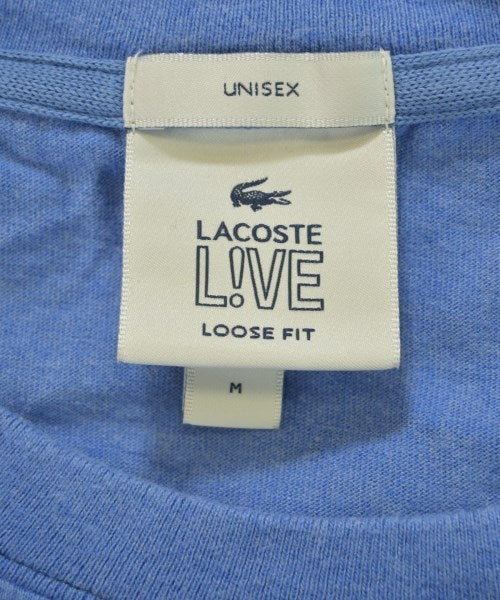 UNISEX
LACOSTE
L!VE
LOOSE FIT
M